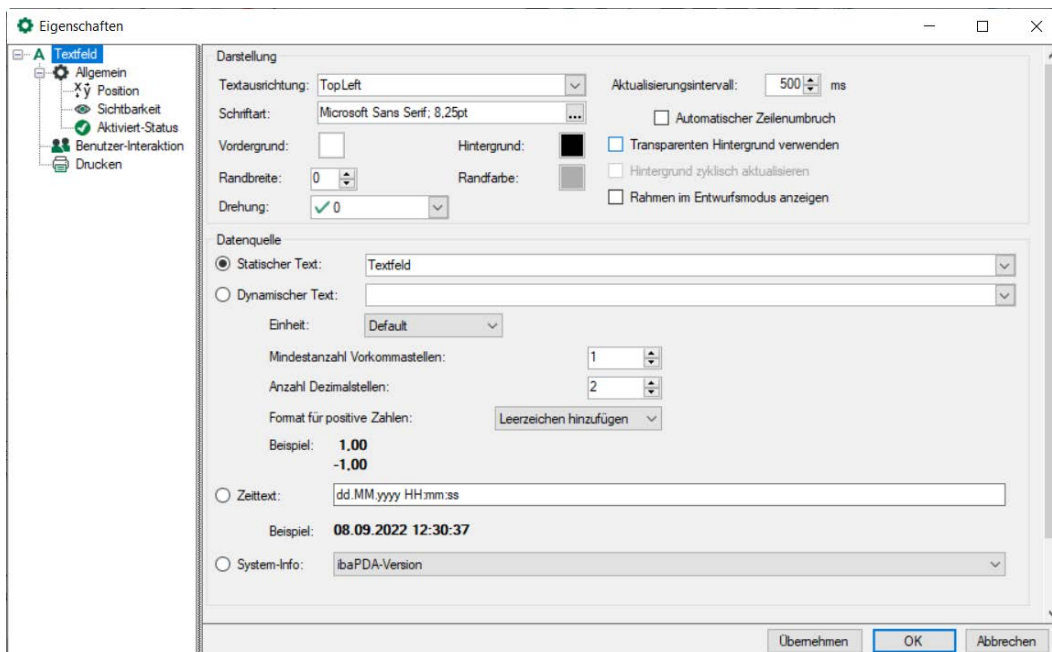 Eigenschaften
A Textfeld
Allgemein
Position
Sichtbarkeit
Aktiviert-Status
Benutzer-Interaktion
Drucken
Darstellung
Textausrichtung: TopLeft Aktualisierungsintervall: 500 ms
Schriftart: Microsoft Sans Serif; 8,25pt ... Automatischer Zeilenumbruch
Vordergrund: Hintergrund: Transparenten Hintergrund verwenden
Randbreite: 0 Randfarbe: Hintergrund zyklisch aktualisieren
Drehung: 0 Rahmen im Entwurfsmodus anzeigen
Datenquelle
Statischer Text: Textfeld
Dynamischer Text:
Einheit: Default
Mindestanzahl Vorkommastellen: 1
Anzahl Dezimalstellen: 2
Format für positive Zahlen: Leerzeichen hinzufügen
Beispiel: 1,00
-1,00
Zeittext: dd.MM.yyyy HH:mm:ss
Beispiel: 08.09.2022 12:30:37
System-Info: ibaPDA-Version
Übernehmen OK Abbrechen